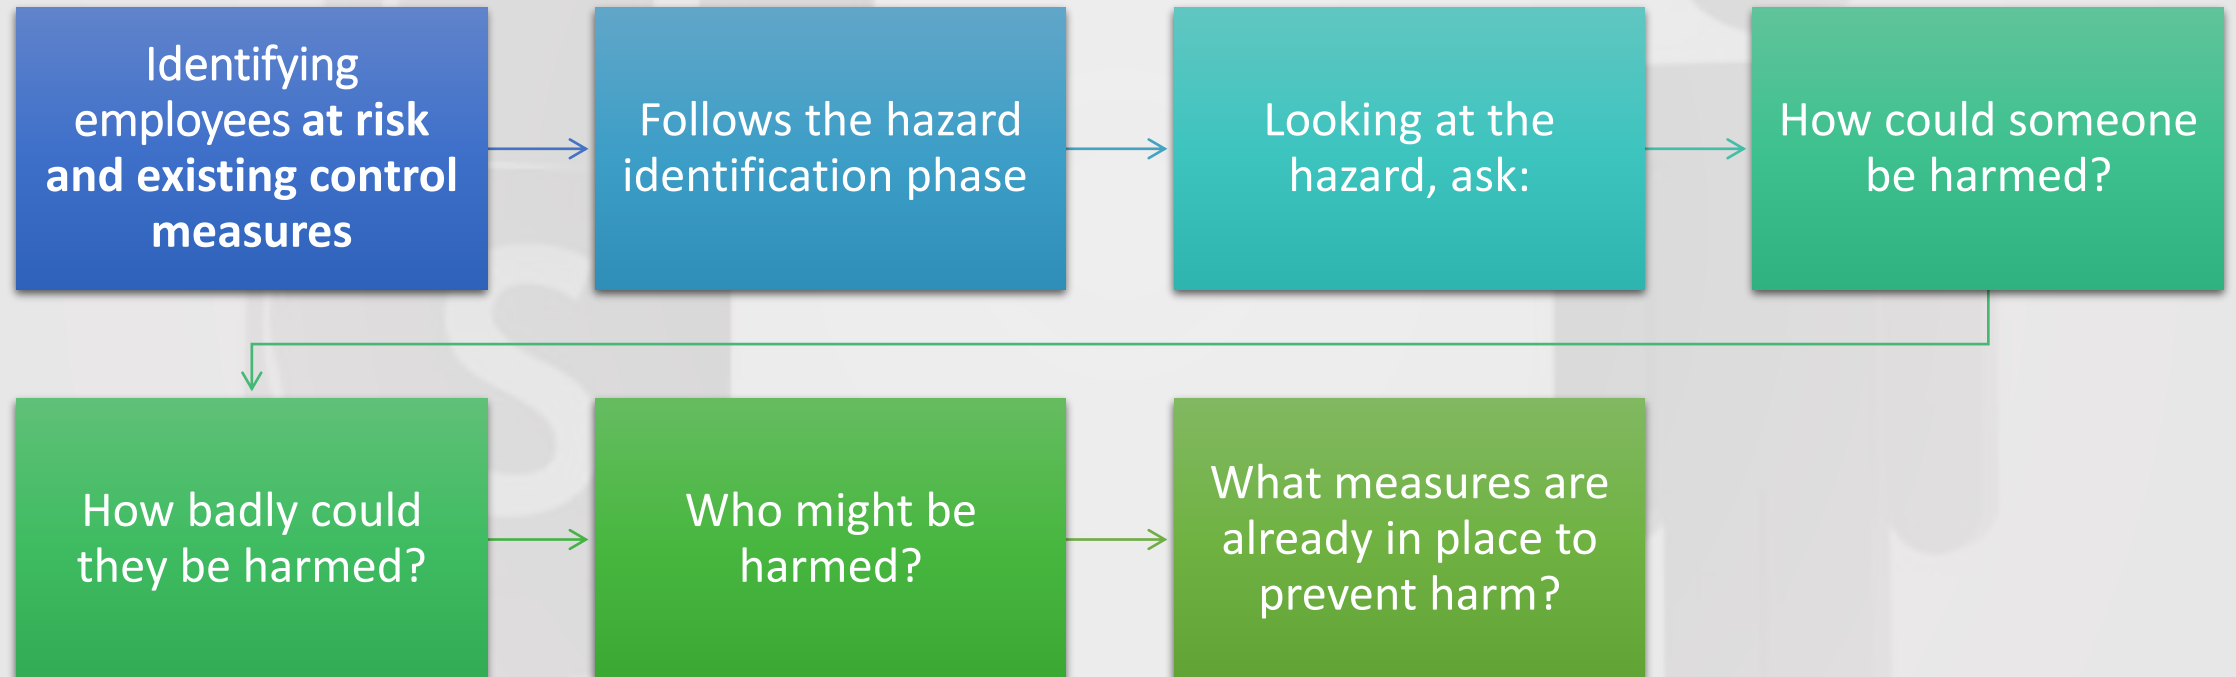 Identifying
employees at risk
and existing control
measures
Follows the hazard
identification phase
Looking at the
hazard, ask:
How could someone
be harmed?
How badly could
they be harmed?
Who might be
harmed?
What measures are
already in place to
prevent harm?